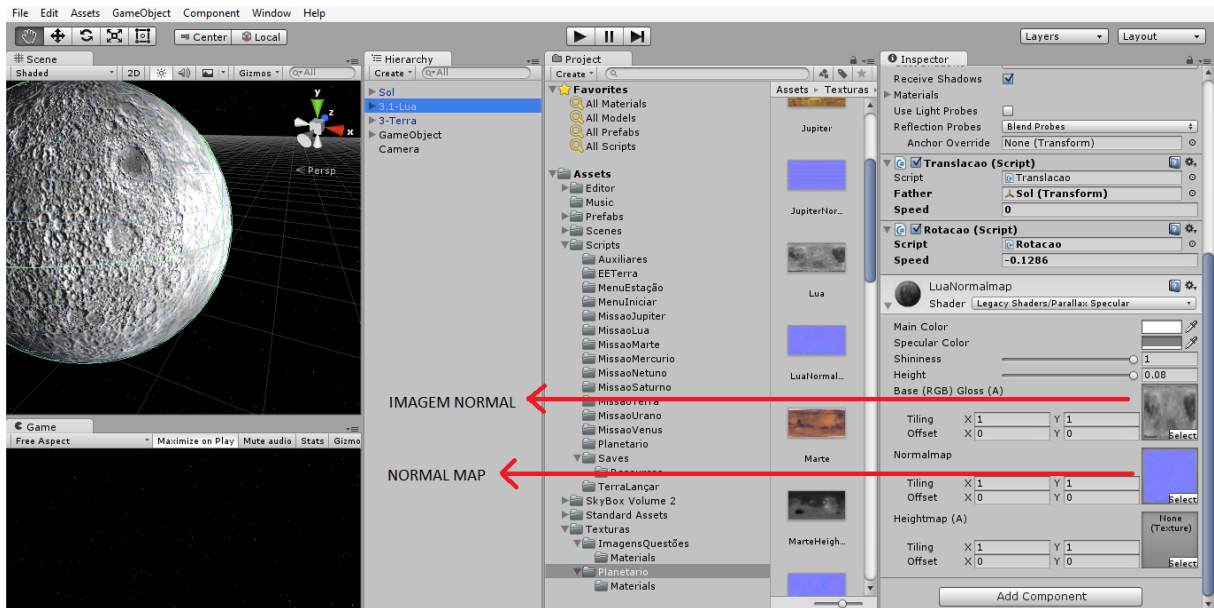 File Edit Assets GameObject Component Window Help
Center Local Layers Layout
Scene
Shaded 2D Gizmos All
y
z
x
Persp
Game
Free Aspect Maximize on Play Mute audio Stats Gizmo
Hierarchy
Create All
Sol
3.1-Lua
3-Terra
GameObject
Camera
IMAGEM NORMAL
NORMAL MAP
Project
Create
Favorites
All Materials
All Models
All Prefabs
All Scripts
Assets
Editor
Music
Prefabs
Scenes
Scripts
Auxiliares
EETerra
MenuEstação
MenuIniciar
MissaoJupiter
MissaoLua
MissaoMarte
MissaoMercurio
MissaoNetuno
MissaoSaturno
MissaoTerra
MissaoUrano
MissaoVenus
Planetario
Saves
TerraLançar
SkyBox Volume 2
Standard Assets
Texturas
ImagensQuestões
Materials
Planetario
Materials
Assets Texturas
Jupiter
JupiterNor...
Lua
LuaNormal...
Marte
MarteHeigh...
Inspector
Receive Shadows
Materials
Use Light Probes
Reflection Probes Blend Probes
Anchor Override None (Transform)
Translacao (Script)
Script Translacao
Father Sol (Transform)
Speed 0
Rotacao (Script)
Script Rotacao
Speed -0.1286
LuaNormalmap
Shader Legacy Shaders/Parallax Specular
Main Color
Specular Color
Shininess 1
Height 0.08
Base (RGB) Gloss (A)
Tiling X 1 Y 1
Offset X 0 Y 0
Select
Normalmap
Tiling X 1 Y 1
Offset X 0 Y 0
Select
Heightmap (A)
None
(Texture)
Tiling X 1 Y 1
Offset X 0 Y 0
Select
Add Component